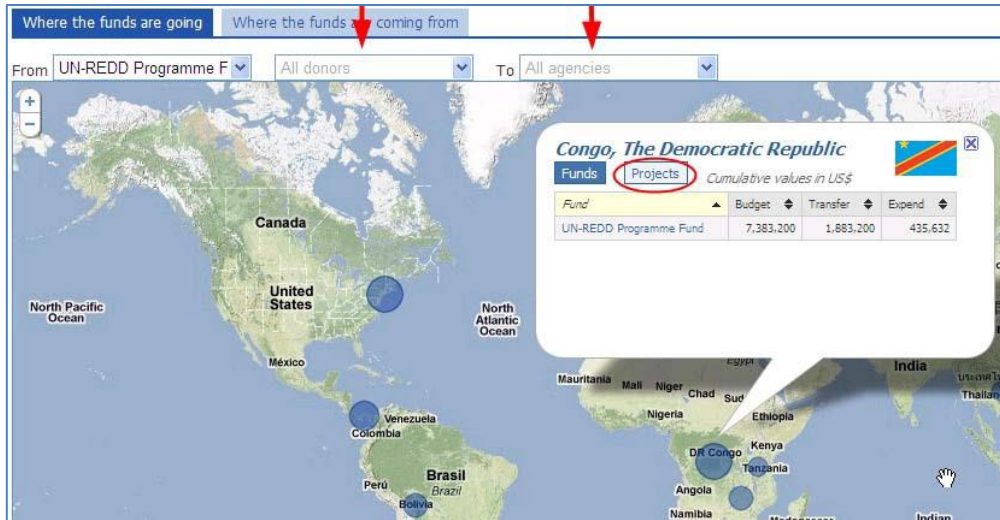 Where the funds are going
Where the funds are coming from
From UN-REDD Programme F All donors To All agencies
+
−
Congo, The Democratic Republic
Funds Projects Cumulative values in US$
Fund Budget Transfer Expend
UN-REDD Programme Fund 7,383,200 1,883,200 435,632
Canada
United
States
North Pacific
Ocean
North
Atlantic
Ocean
México
Egypt
India
Mauritania Mali Niger Chad
Thailan
Nigeria Ethiopia
Venezuela
Colombia
Kenya
DR Congo
Tanzania
Perú
Brasil
Brazil
Angola
Bolivia
Namibia
Indian